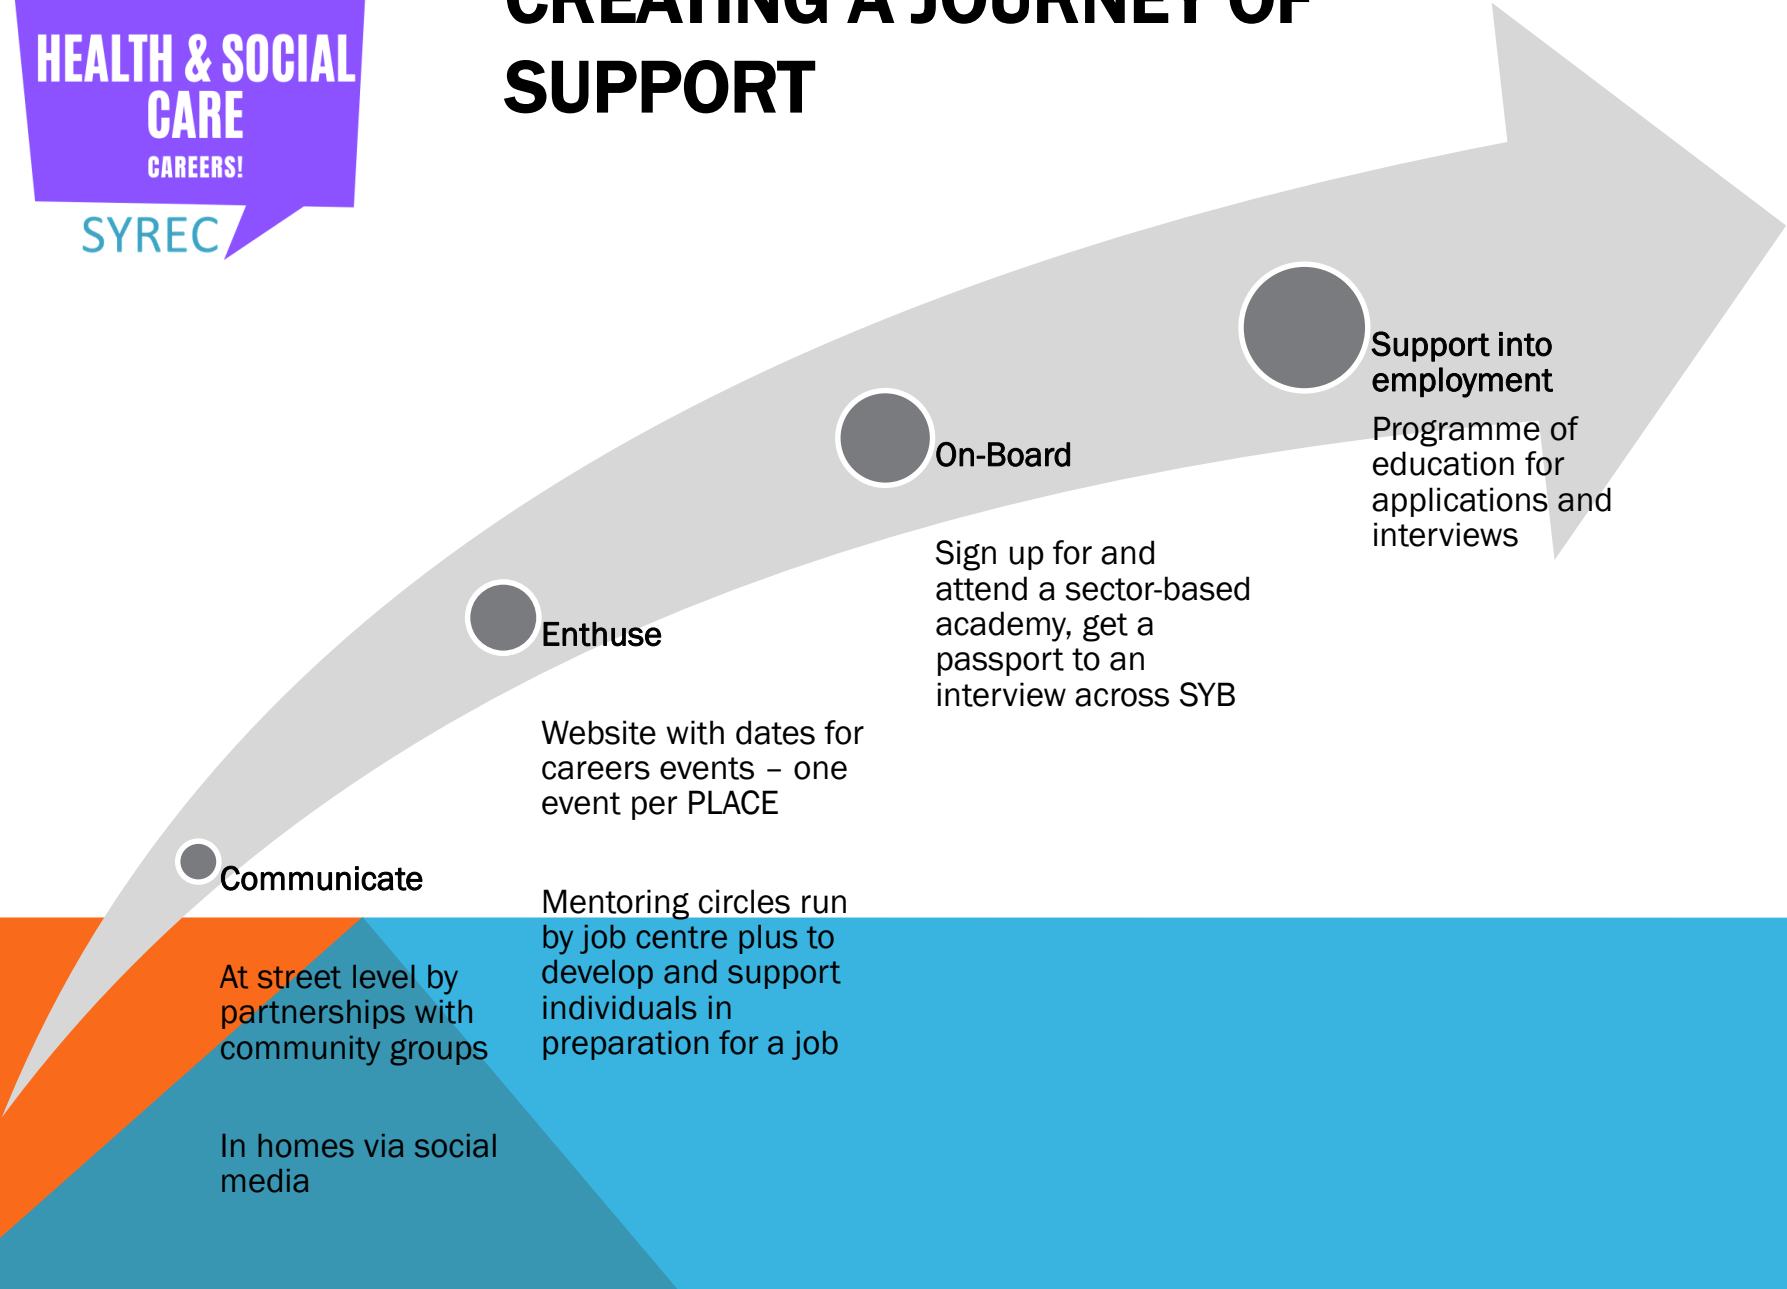 CREATING A JOURNEY OF
SUPPORT
HEALTH & SOCIAL
CARE
CAREERS!
SYREC
Communicate
At street level by
partnerships with
community groups
In homes via social
media
Enthuse
Website with dates for
careers events – one
event per PLACE
Mentoring circles run
by job centre plus to
develop and support
individuals in
preparation for a job
On-Board
Sign up for and
attend a sector-based
academy, get a
passport to an
interview across SYB
Support into
employment
Programme of
education for
applications and
interviews